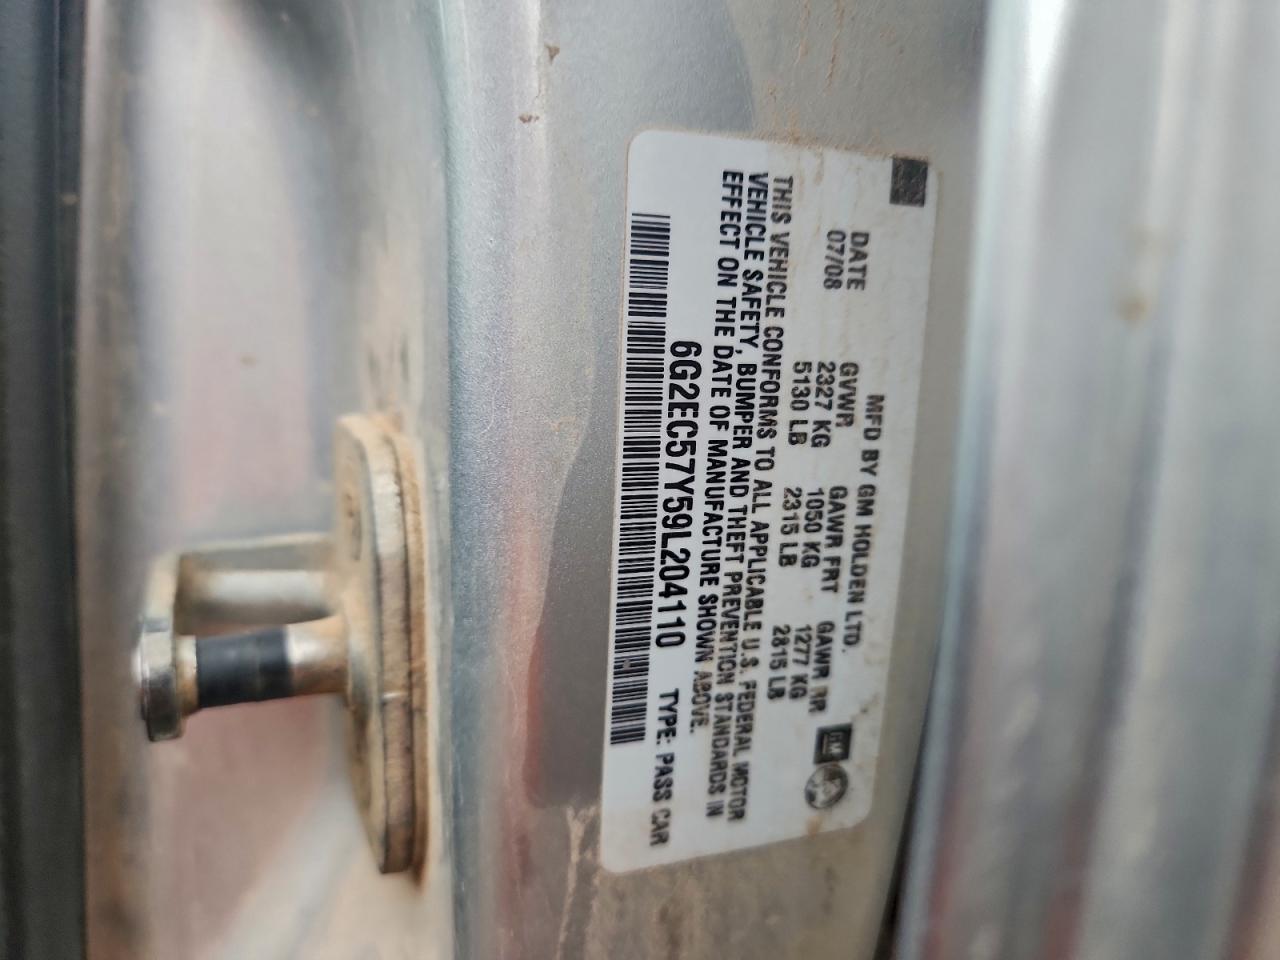 MFD BY GM HOLDEN LTD.
DATE GVWR GAWR FRT GAWR RR
07/08 2327 KG 1050 KG 1277 KG
5130 LB 2315 LB 2815 LB
THIS VEHICLE CONFORMS TO ALL APPLICABLE U.S. FEDERAL MOTOR
VEHICLE SAFETY, BUMPER AND THEFT PREVENTION STANDARDS IN
EFFECT ON THE DATE OF MANUFACTURE SHOWN ABOVE.
6G2EC57Y59L204110 TYPE: PASS CAR
GM